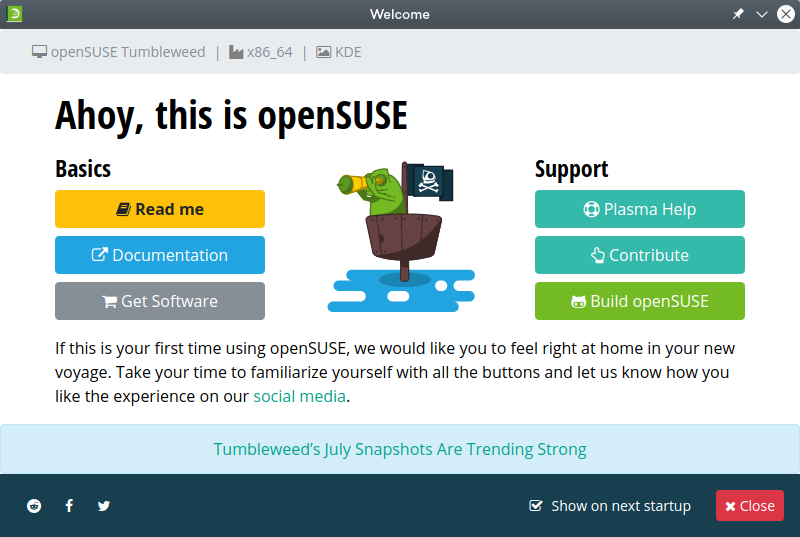 Welcome
openSUSE Tumbleweed | x86_64 | KDE
Ahoy, this is openSUSE
Basics
Read me
Documentation
Get Software
Support
Plasma Help
Contribute
Build openSUSE
If this is your first time using openSUSE, we would like you to feel right at home in your new
voyage. Take your time to familiarize yourself with all the buttons and let us know how you
like the experience on our social media.
Tumbleweed’s July Snapshots Are Trending Strong
Show on next startup
Close